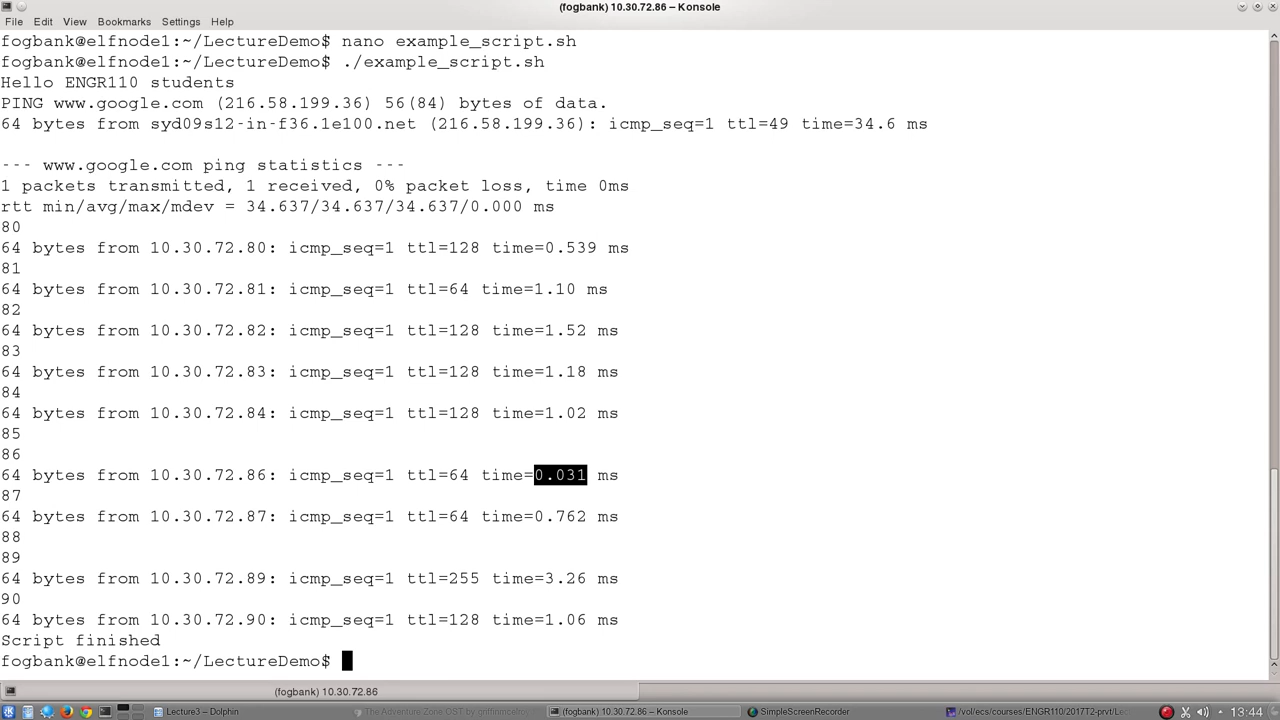 (fogbank) 10.30.72.86 – Konsole
File Edit View Bookmarks Settings Help
fogbank@elfnode1:~/LectureDemo$ nano example_script.sh
fogbank@elfnode1:~/LectureDemo$ ./example_script.sh
Hello ENGR110 students
PING www.google.com (216.58.199.36) 56(84) bytes of data.
64 bytes from syd09s12-in-f36.1e100.net (216.58.199.36): icmp_seq=1 ttl=49 time=34.6 ms
--- www.google.com ping statistics ---
1 packets transmitted, 1 received, 0% packet loss, time 0ms
rtt min/avg/max/mdev = 34.637/34.637/34.637/0.000 ms
80
64 bytes from 10.30.72.80: icmp_seq=1 ttl=128 time=0.539 ms
81
64 bytes from 10.30.72.81: icmp_seq=1 ttl=64 time=1.10 ms
82
64 bytes from 10.30.72.82: icmp_seq=1 ttl=128 time=1.52 ms
83
64 bytes from 10.30.72.83: icmp_seq=1 ttl=128 time=1.18 ms
84
64 bytes from 10.30.72.84: icmp_seq=1 ttl=128 time=1.02 ms
85
86
64 bytes from 10.30.72.86: icmp_seq=1 ttl=64 time=0.031 ms
87
64 bytes from 10.30.72.87: icmp_seq=1 ttl=64 time=0.762 ms
88
89
64 bytes from 10.30.72.89: icmp_seq=1 ttl=255 time=3.26 ms
90
64 bytes from 10.30.72.90: icmp_seq=1 ttl=128 time=1.06 ms
Script finished
fogbank@elfnode1:~/LectureDemo$
(fogbank) 10.30.72.86
Lecture3 – Dolphin The Adventure Zone OST by (fogbank) 10.30.72.86 – Konsole SimpleScreenRecorder /vol/ecs/courses/ENGR110/2017T2-prvt/Lec 13:44